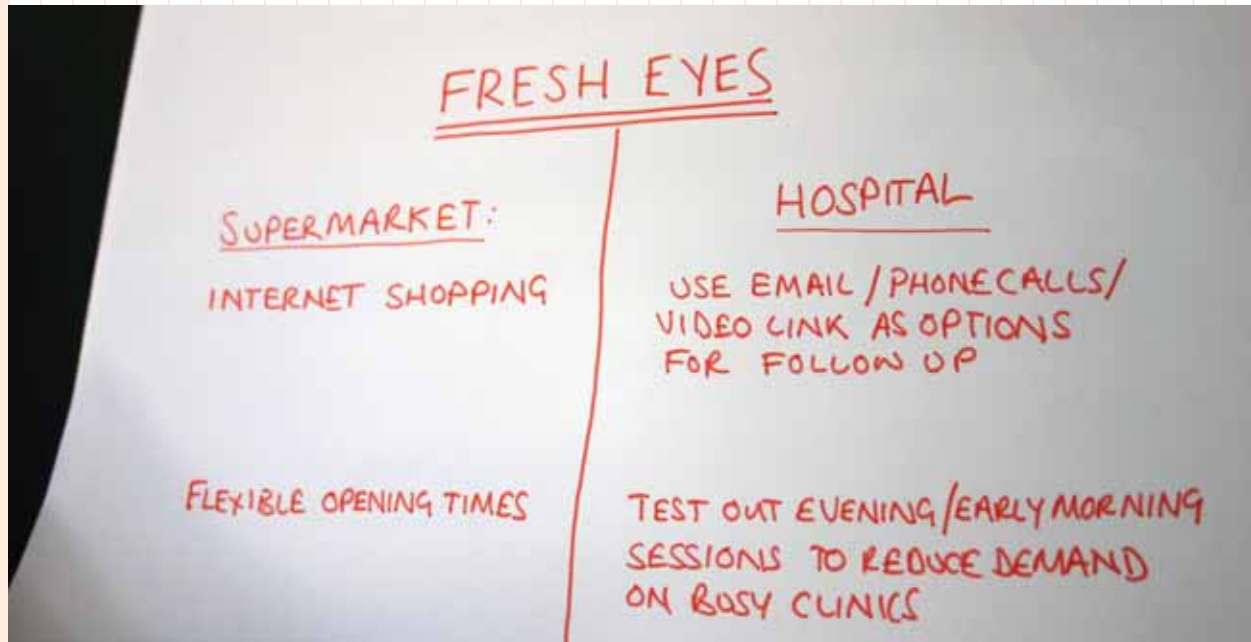 FRESH EYES
SUPERMARKET:
INTERNET SHOPPING
FLEXIBLE OPENING TIMES
HOSPITAL
USE EMAIL / PHONECALLS /
VIDEO LINK AS OPTIONS
FOR FOLLOW UP
TEST OUT EVENING/EARLY MORNING
SESSIONS TO REDUCE DEMAND
ON BUSY CLINICS